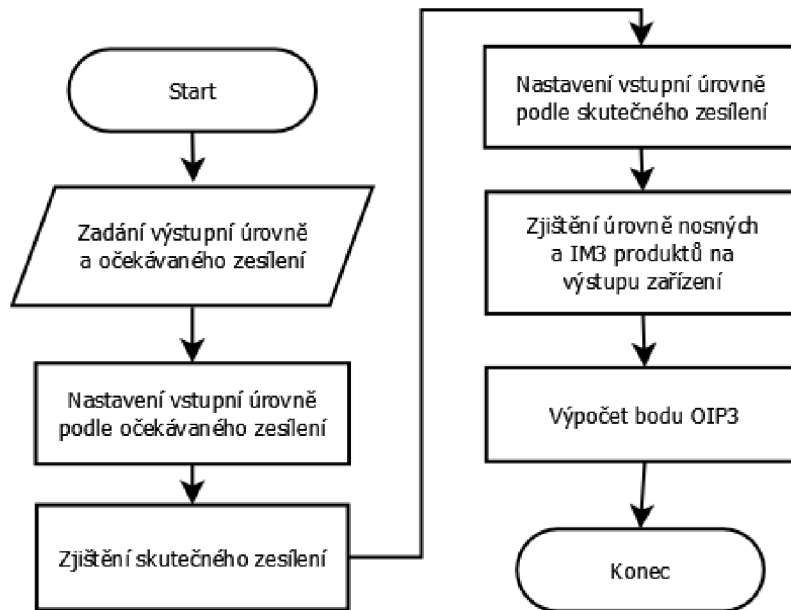 Start
Zadání výstupní úrovně
a očekávaného zesílení
Nastavení vstupní úrovně
podle očekávaného zesílení
Zjištění skutečného zesílení
Nastavení vstupní úrovně
podle skutečného zesílení
Zjištění úrovně nosných
a IM3 produktů na
výstupu zařízení
Výpočet bodu OIP3
Konec